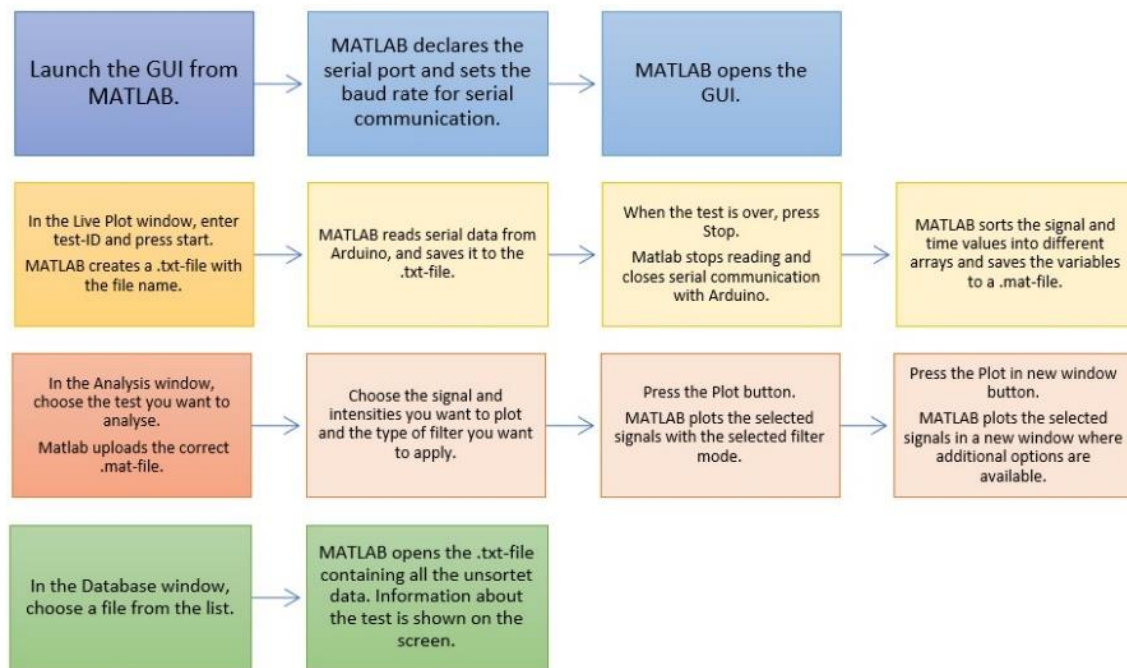 Launch the GUI from
MATLAB.
MATLAB declares the
serial port and sets the
baud rate for serial
communication.
MATLAB opens the
GUI.
In the Live Plot window, enter
test-ID and press start.
MATLAB creates a .txt-file with
the file name.
MATLAB reads serial data from
Arduino, and saves it to the
.txt-file.
When the test is over, press
Stop.
Matlab stops reading and
closes serial communication
with Arduino.
MATLAB sorts the signal and
time values into different
arrays and saves the variables
to a .mat-file.
In the Analysis window,
choose the test you want to
analyse.
Matlab uploads the correct
.mat-file.
Choose the signal and
intensities you want to plot
and the type of filter you want
to apply.
Press the Plot button.
MATLAB plots the selected
signals with the selected filter
mode.
Press the Plot in new window
button.
MATLAB plots the selected
signals in a new window where
additional options are
available.
In the Database window,
choose a file from the list.
MATLAB opens the .txt-file
containing all the unsortet
data. Information about
the test is shown on the
screen.